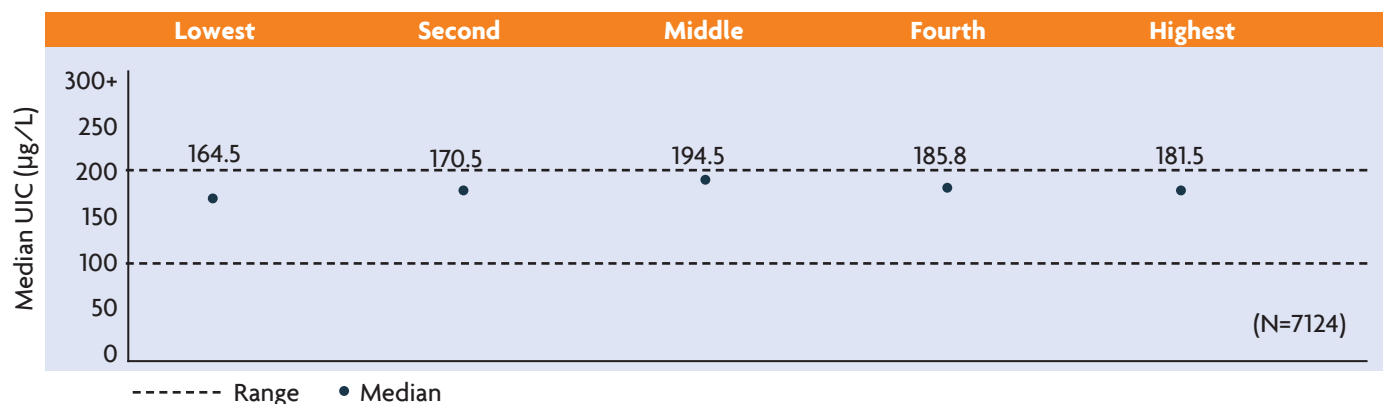 Lowest Second Middle Fourth Highest
Median UIC (µg/L)
300+
250
200
150
100
50
0
164.5 170.5 194.5 185.8 181.5
(N=7124)
Range Median